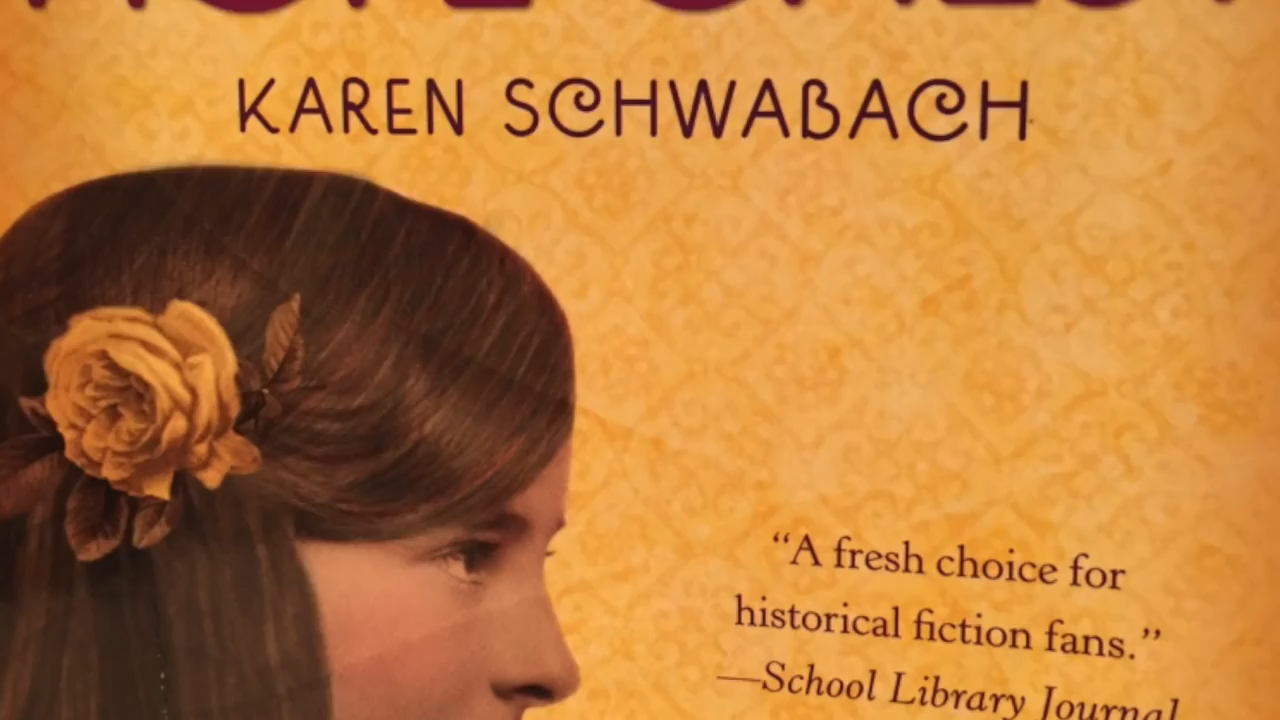 KAREN SCHWABACH
“A fresh choice for
historical fiction fans.”
—School Library Journal